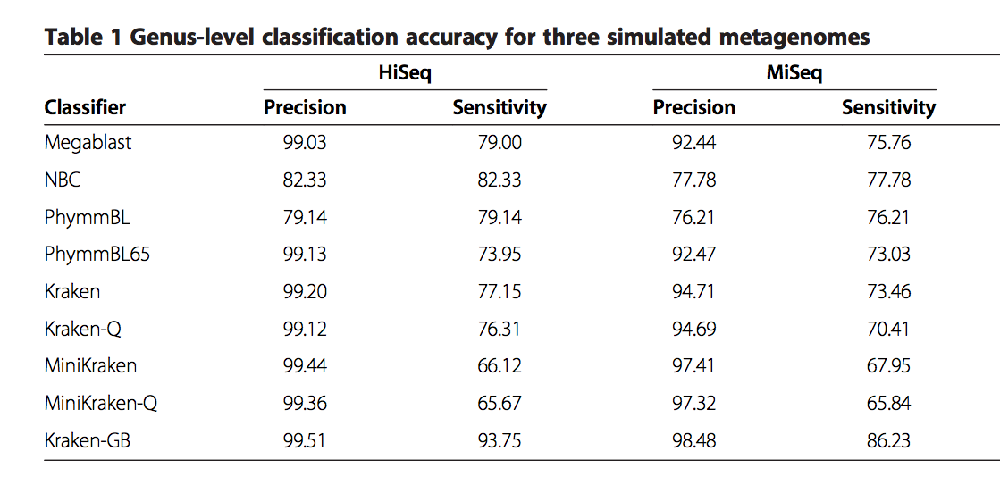 Table 1 Genus-level classification accuracy for three simulated metagenomes
HiSeq MiSeq
Classifier Precision Sensitivity Precision Sensitivity
Megablast 99.03 79.00 92.44 75.76
NBC 82.33 82.33 77.78 77.78
PhymmBL 79.14 79.14 76.21 76.21
PhymmBL65 99.13 73.95 92.47 73.03
Kraken 99.20 77.15 94.71 73.46
Kraken-Q 99.12 76.31 94.69 70.41
MiniKraken 99.44 66.12 97.41 67.95
MiniKraken-Q 99.36 65.67 97.32 65.84
Kraken-GB 99.51 93.75 98.48 86.23